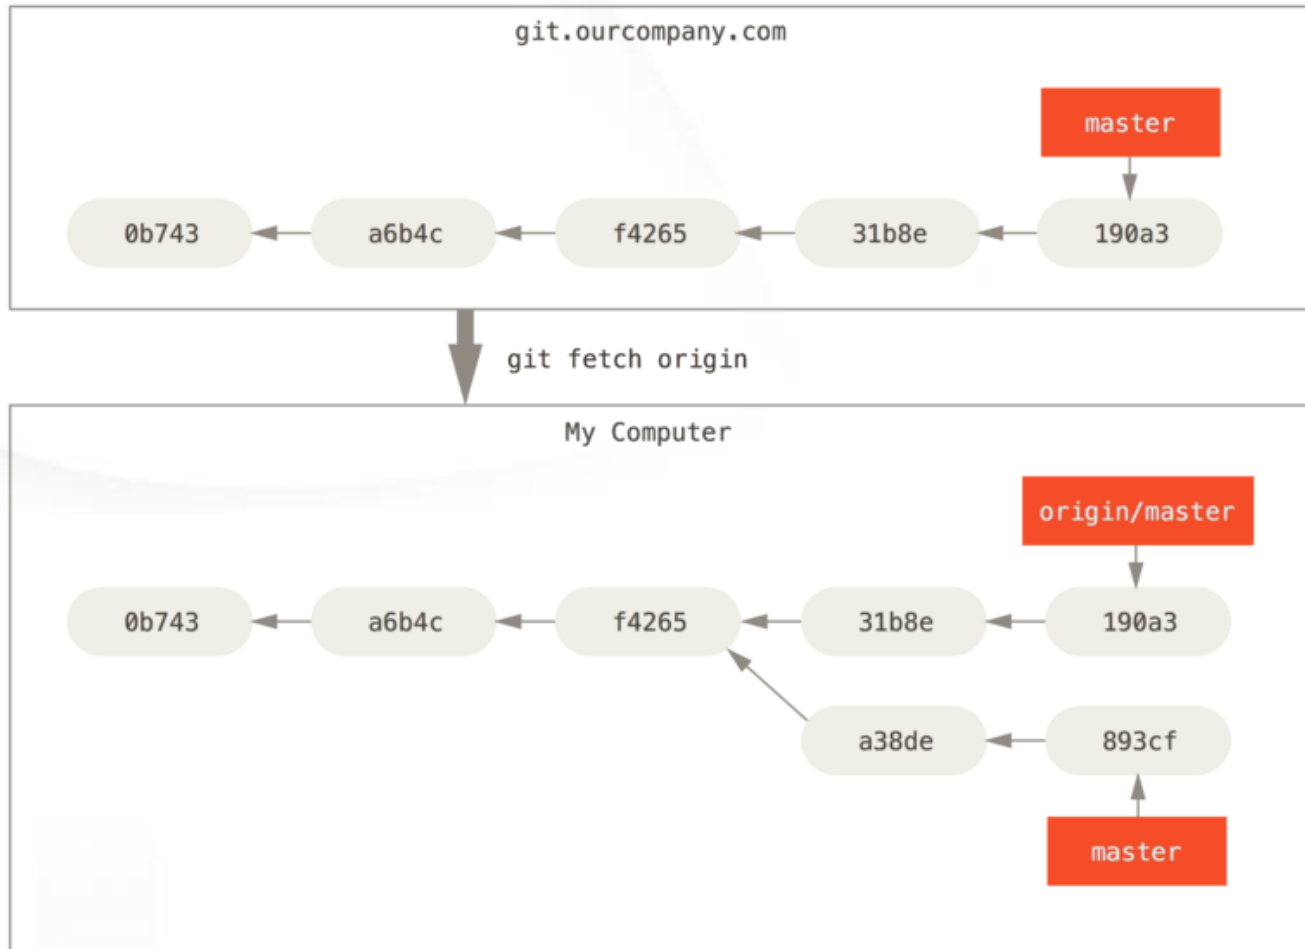 git.ourcompany.com
master
0b743
a6b4c
f4265
31b8e
190a3
git fetch origin
My Computer
origin/master
0b743
a6b4c
f4265
31b8e
190a3
a38de
893cf
master